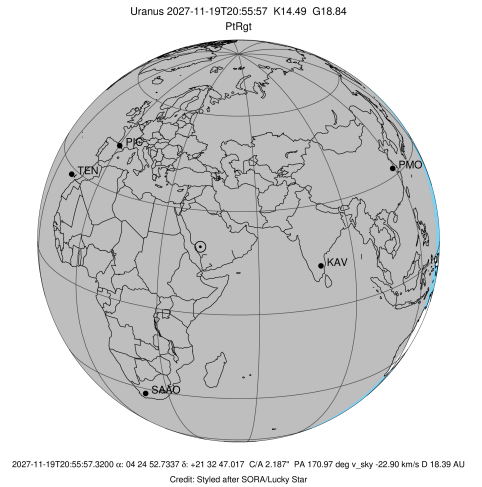 Uranus 2027-11-19T20:55:57 K14.49 G18.84
PtRgt
PIC
TEN
PMO
KAV
SAAO
2027-11-19T20:55:57.3200 α: 04 24 52.7337 δ: +21 32 47.017 C/A 2.187" PA 170.97 deg v_sky -22.90 km/s D 18.39 AU
Credit: Styled after SORA/Lucky Star